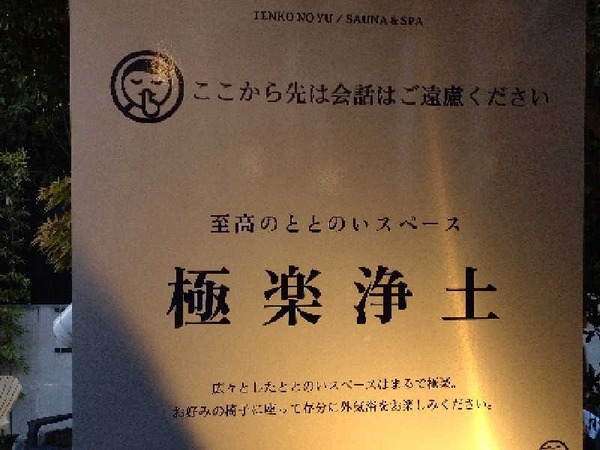 TENKO NO YU / SAUNA & SPA
ここから先は会話はご遠慮ください
至高のととのいスペース
極楽浄土
広々としたととのいスペースはまるで極楽。
お好みの椅子に座って存分に外気浴をお楽しみください。